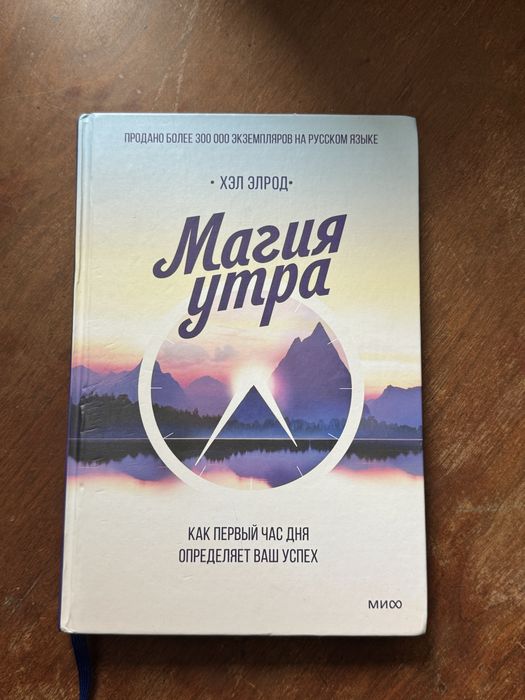 ПРОДАНО БОЛЕЕ 300 000 ЭКЗЕМПЛЯРОВ НА РУССКОМ ЯЗЫКЕ
• ХЭЛ ЭЛРОД •
Магия
утра
КАК ПЕРВЫЙ ЧАС ДНЯ
ОПРЕДЕЛЯЕТ ВАШ УСПЕХ
МИФ